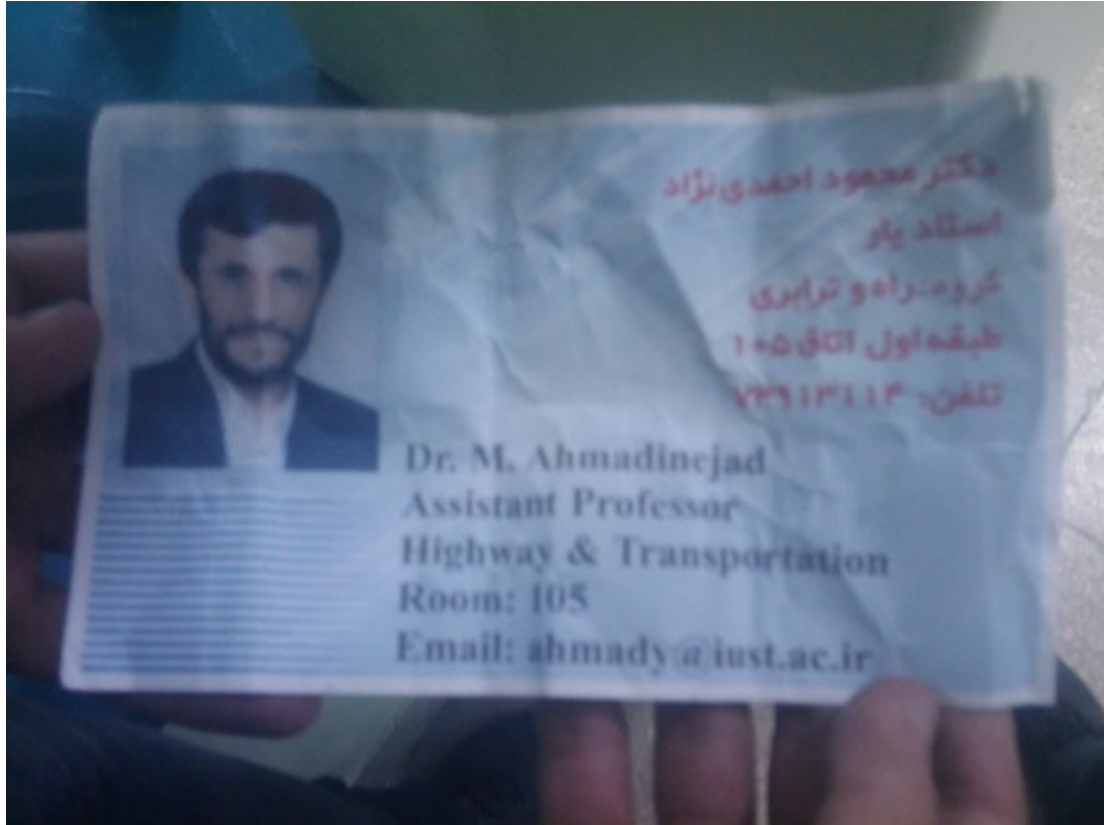 دکتر محمود احمدی نژاد
استاد یار
گروه: راه و ترابری
طبقه اول اتاق ۱۰۵
تلفن: ۷۳۹۱۳۱۱۴
Dr. M. Ahmadinejad
Assistant Professor
Highway & Transportation
Room: 105
Email: ahmady@iust.ac.ir